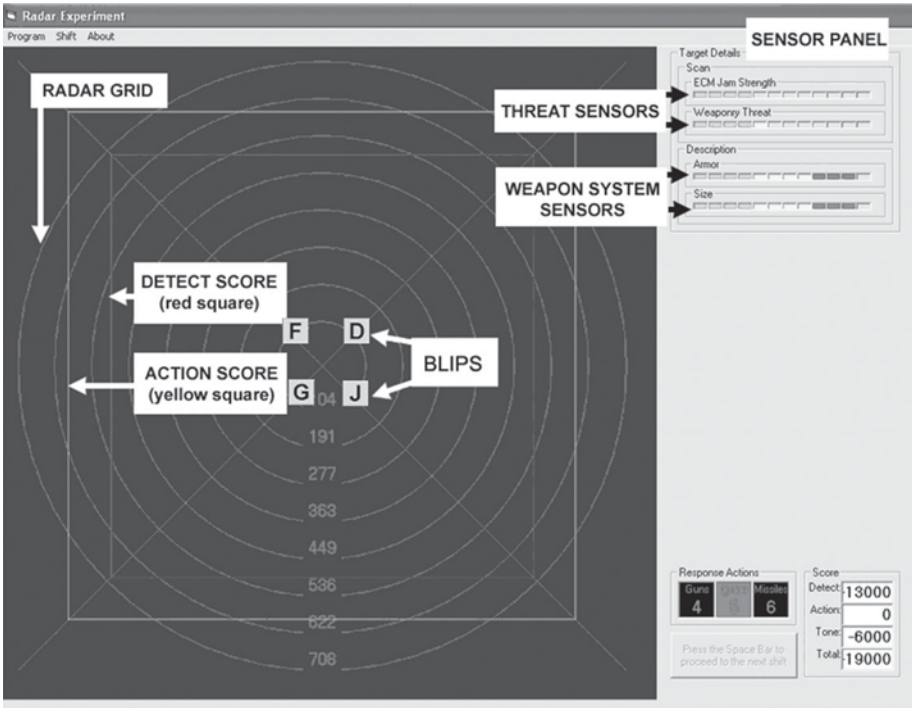 Radar Experiment
Program Shift About
SENSOR PANEL
Target Details
Scan
ECM Jam Strength
RADAR GRID
THREAT SENSORS
Weaponry Threat
Description
Armor
WEAPON SYSTEM
SENSORS
Size
DETECT SCORE
(red square)
F D
BLIPS
ACTION SCORE
(yellow square)
G J
04
191
277
363
449
536
622
708
Response Actions
Guns Missiles
4 5 6
Press the Space Bar to
proceed to the next shift
Score
Detect: -13000
Action: 0
Tone: -6000
Total: -19000